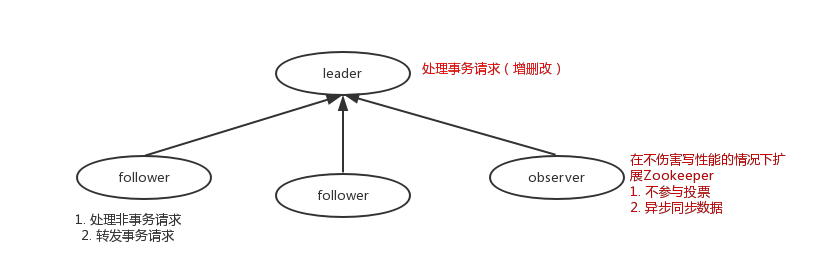 leader
处理事务请求（增删改）
follower
follower
observer
在不伤害写性能的情况下扩
展Zookeeper
1. 不参与投票
2. 异步同步数据
1. 处理非事务请求
2. 转发事务请求